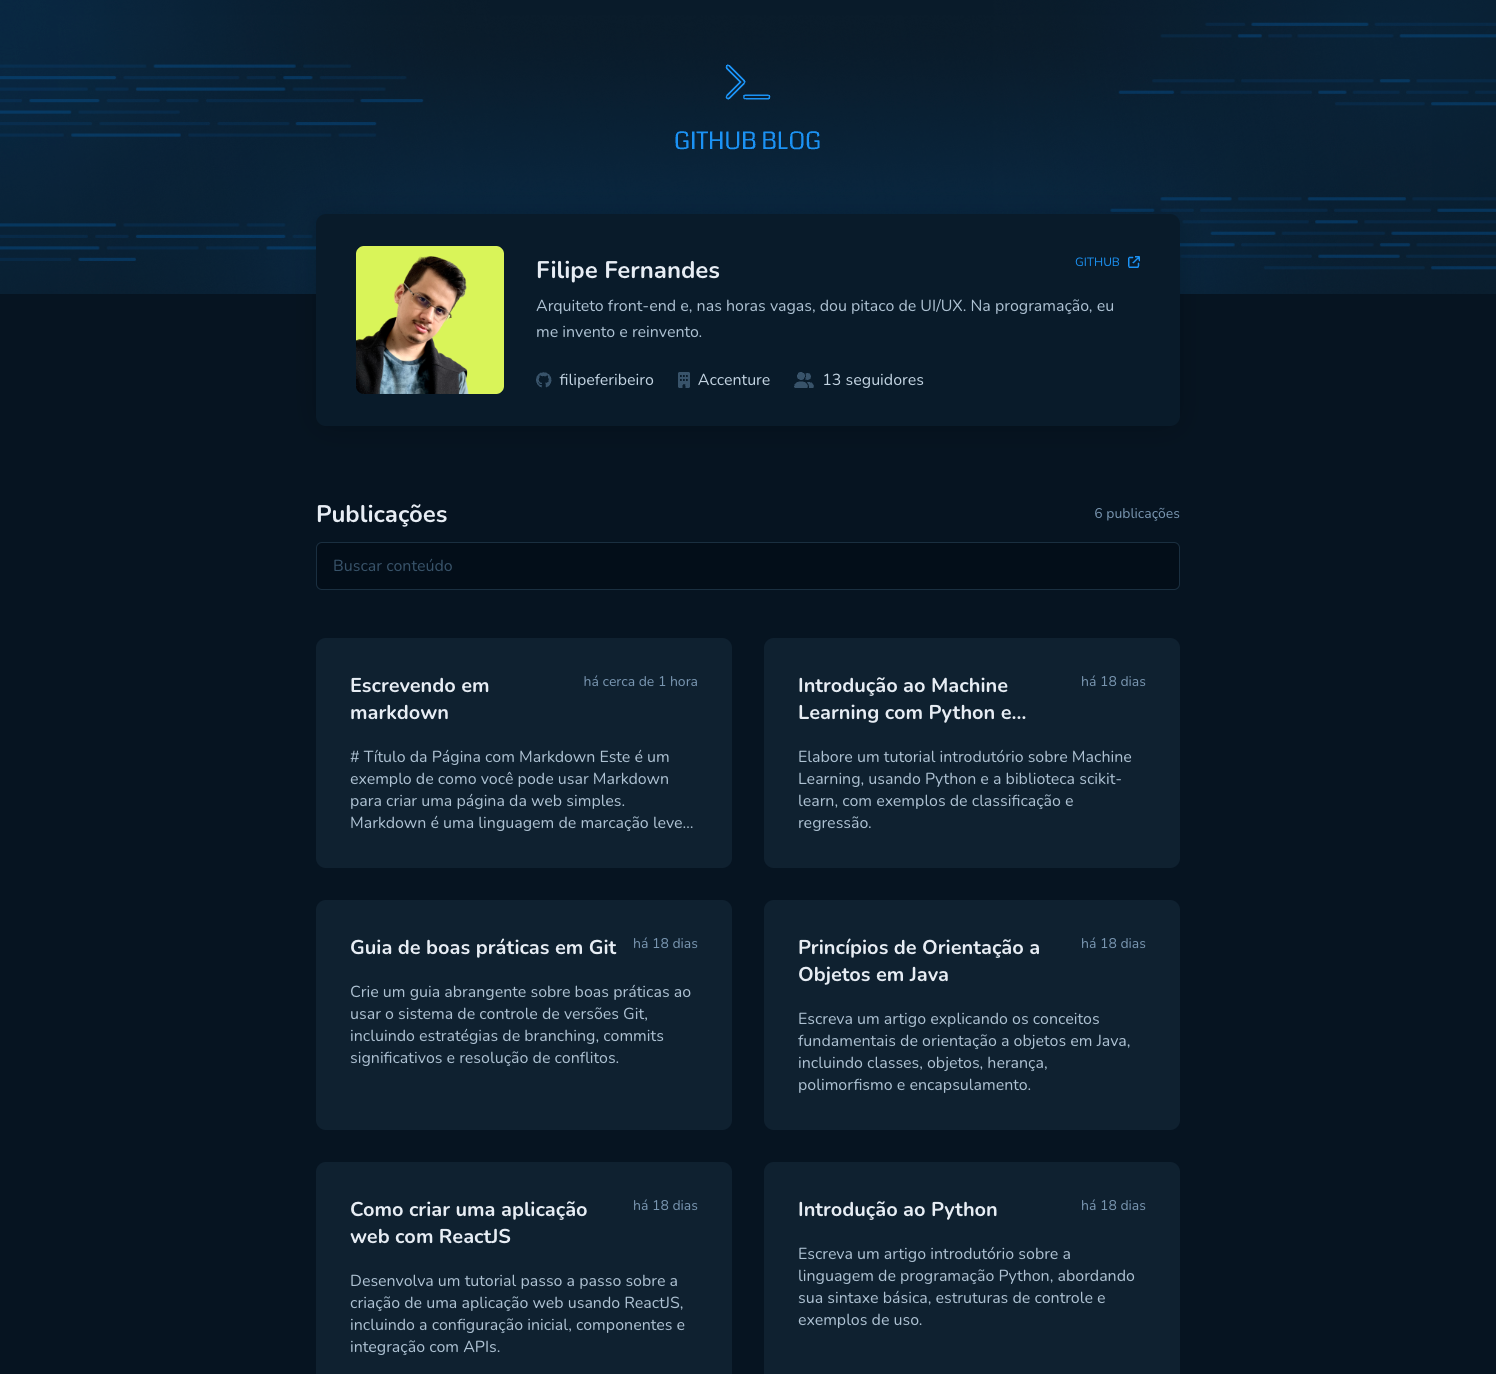 GITHUB BLOG
Filipe Fernandes
GITHUB
Arquiteto front-end e, nas horas vagas, dou pitaco de UI/UX. Na programação, eu
me invento e reinvento.
filipeferibeiro Accenture 13 seguidores
Publicações
6 publicações
Buscar conteúdo
Escrevendo em
markdown
há cerca de 1 hora
# Título da Página com Markdown Este é um
exemplo de como você pode usar Markdown
para criar uma página da web simples.
Markdown é uma linguagem de marcação leve...
Introdução ao Machine
Learning com Python e...
há 18 dias
Elabore um tutorial introdutório sobre Machine
Learning, usando Python e a biblioteca scikit-
learn, com exemplos de classificação e
regressão.
Guia de boas práticas em Git
há 18 dias
Crie um guia abrangente sobre boas práticas ao
usar o sistema de controle de versões Git,
incluindo estratégias de branching, commits
significativos e resolução de conflitos.
Princípios de Orientação a
Objetos em Java
há 18 dias
Escreva um artigo explicando os conceitos
fundamentais de orientação a objetos em Java,
incluindo classes, objetos, herança,
polimorfismo e encapsulamento.
Como criar uma aplicação
web com ReactJS
há 18 dias
Desenvolva um tutorial passo a passo sobre a
criação de uma aplicação web usando ReactJS,
incluindo a configuração inicial, componentes e
integração com APIs.
Introdução ao Python
há 18 dias
Escreva um artigo introdutório sobre a
linguagem de programação Python, abordando
sua sintaxe básica, estruturas de controle e
exemplos de uso.